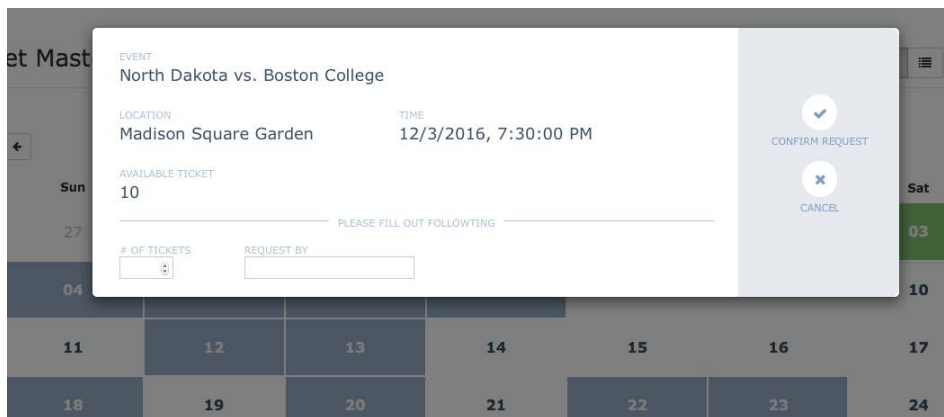 et Mast
EVENT
North Dakota vs. Boston College
LOCATION
Madison Square Garden
TIME
12/3/2016, 7:30:00 PM
AVAILABLE TICKET
10
PLEASE FILL OUT FOLLOWTING
# OF TICKETS
REQUEST BY
CONFIRM REQUEST
CANCEL
Sun
Sat
27
03
04
10
11 12 13 14 15 16 17
18 19 20 21 22 23 24